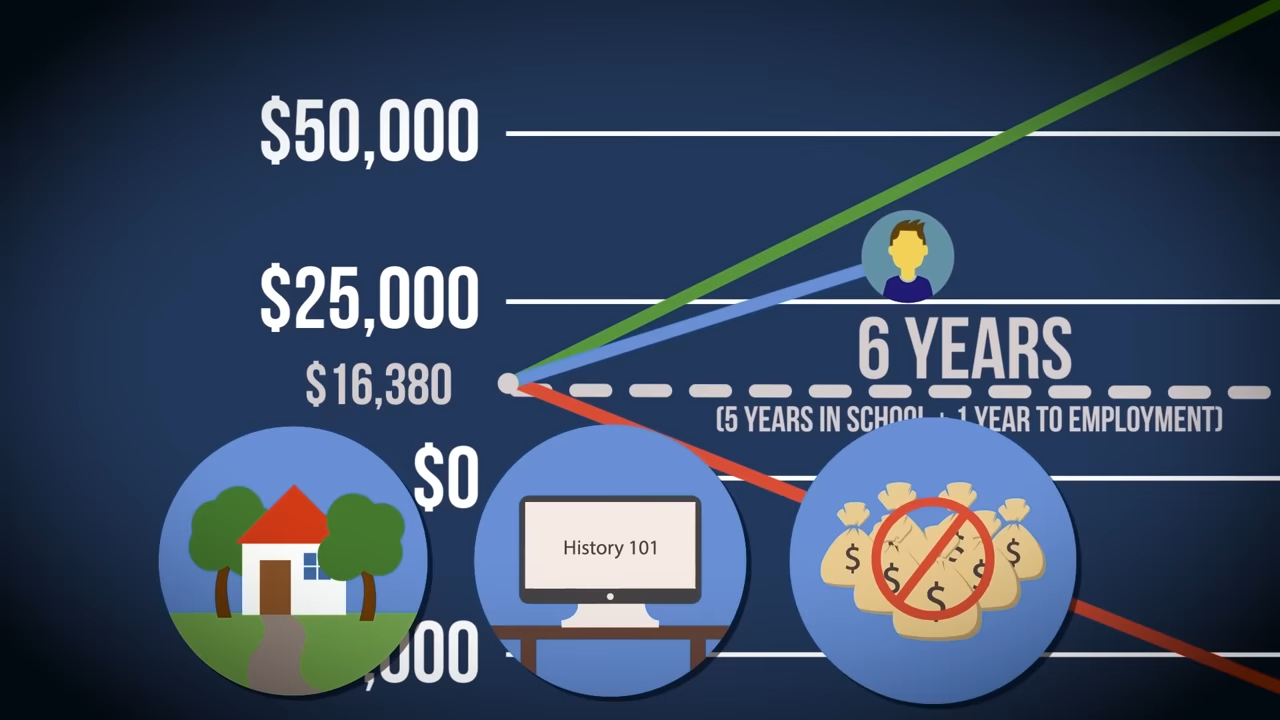 $50,000
$25,000
$16,380
6 YEARS
(5 YEARS IN SCHOOL + 1 YEAR TO EMPLOYMENT)
$0
History 101
,000
$ $ $ $ $ $